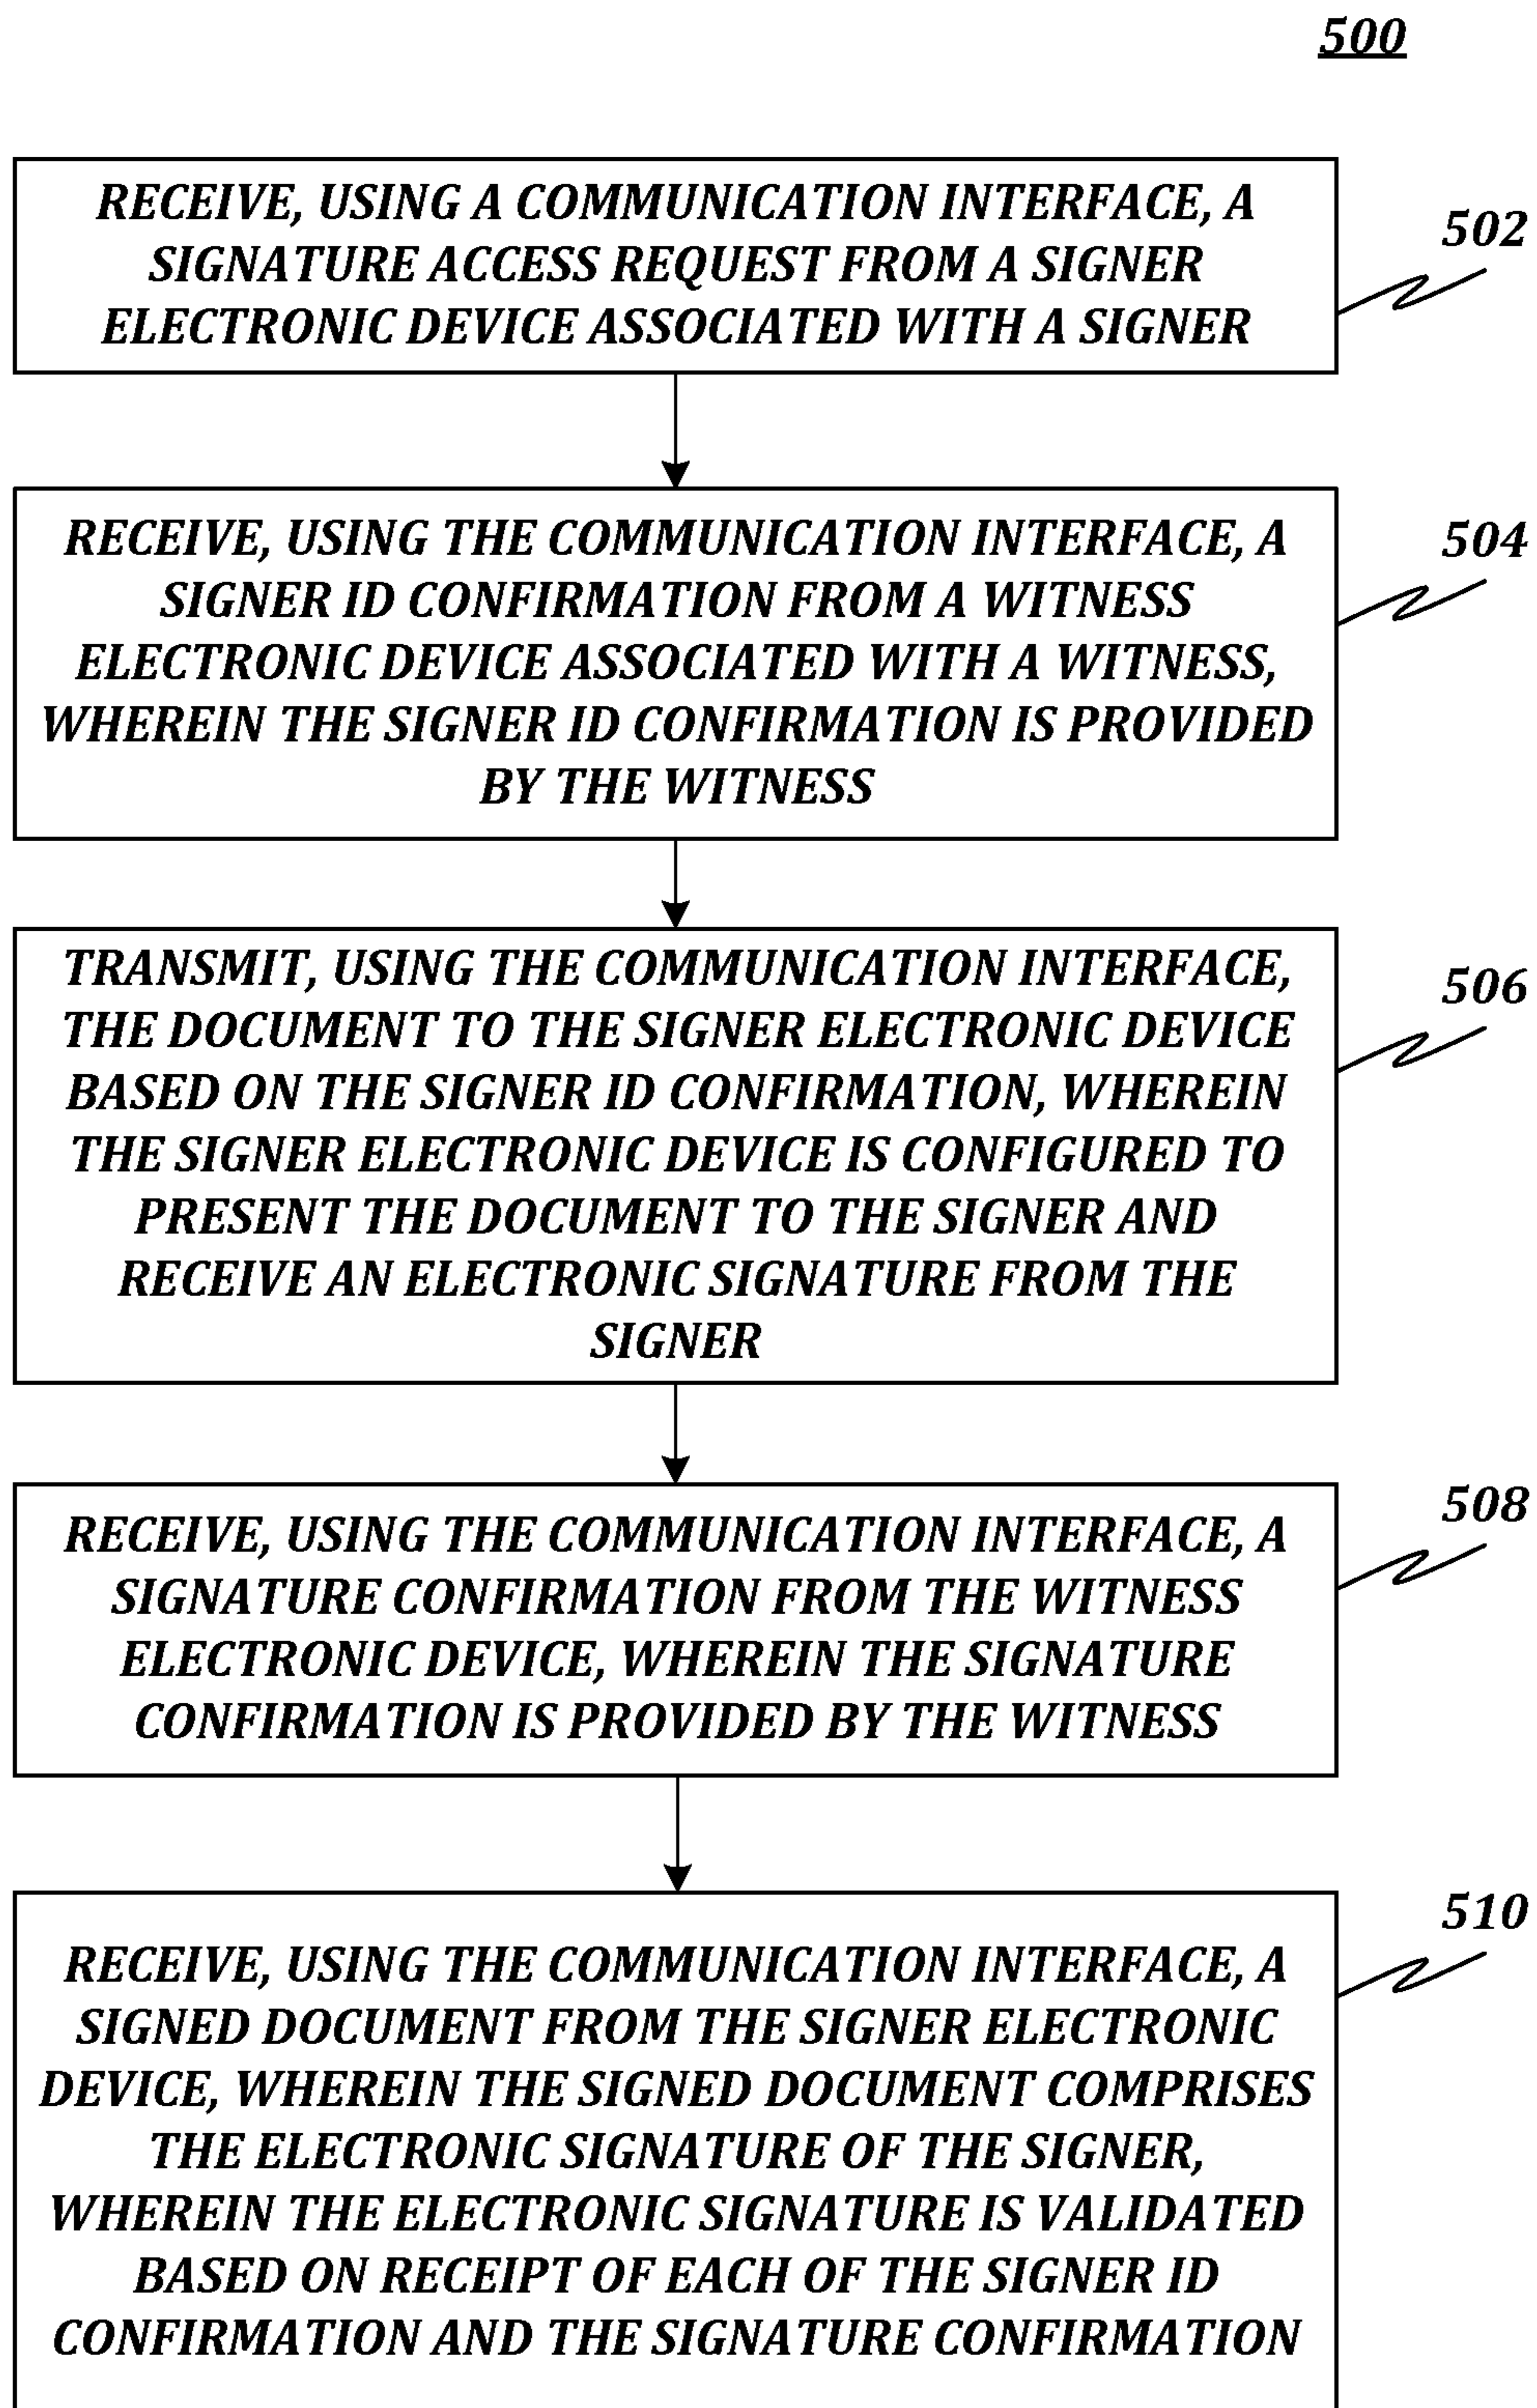 500
RECEIVE, USING A COMMUNICATION INTERFACE, A
SIGNATURE ACCESS REQUEST FROM A SIGNER
ELECTRONIC DEVICE ASSOCIATED WITH A SIGNER
502
RECEIVE, USING THE COMMUNICATION INTERFACE, A
SIGNER ID CONFIRMATION FROM A WITNESS
ELECTRONIC DEVICE ASSOCIATED WITH A WITNESS,
WHEREIN THE SIGNER ID CONFIRMATION IS PROVIDED
BY THE WITNESS
504
TRANSMIT, USING THE COMMUNICATION INTERFACE,
THE DOCUMENT TO THE SIGNER ELECTRONIC DEVICE
BASED ON THE SIGNER ID CONFIRMATION, WHEREIN
THE SIGNER ELECTRONIC DEVICE IS CONFIGURED TO
PRESENT THE DOCUMENT TO THE SIGNER AND
RECEIVE AN ELECTRONIC SIGNATURE FROM THE
SIGNER
506
RECEIVE, USING THE COMMUNICATION INTERFACE, A
SIGNATURE CONFIRMATION FROM THE WITNESS
ELECTRONIC DEVICE, WHEREIN THE SIGNATURE
CONFIRMATION IS PROVIDED BY THE WITNESS
508
RECEIVE, USING THE COMMUNICATION INTERFACE, A
SIGNED DOCUMENT FROM THE SIGNER ELECTRONIC
DEVICE, WHEREIN THE SIGNED DOCUMENT COMPRISES
THE ELECTRONIC SIGNATURE OF THE SIGNER,
WHEREIN THE ELECTRONIC SIGNATURE IS VALIDATED
BASED ON RECEIPT OF EACH OF THE SIGNER ID
CONFIRMATION AND THE SIGNATURE CONFIRMATION
510